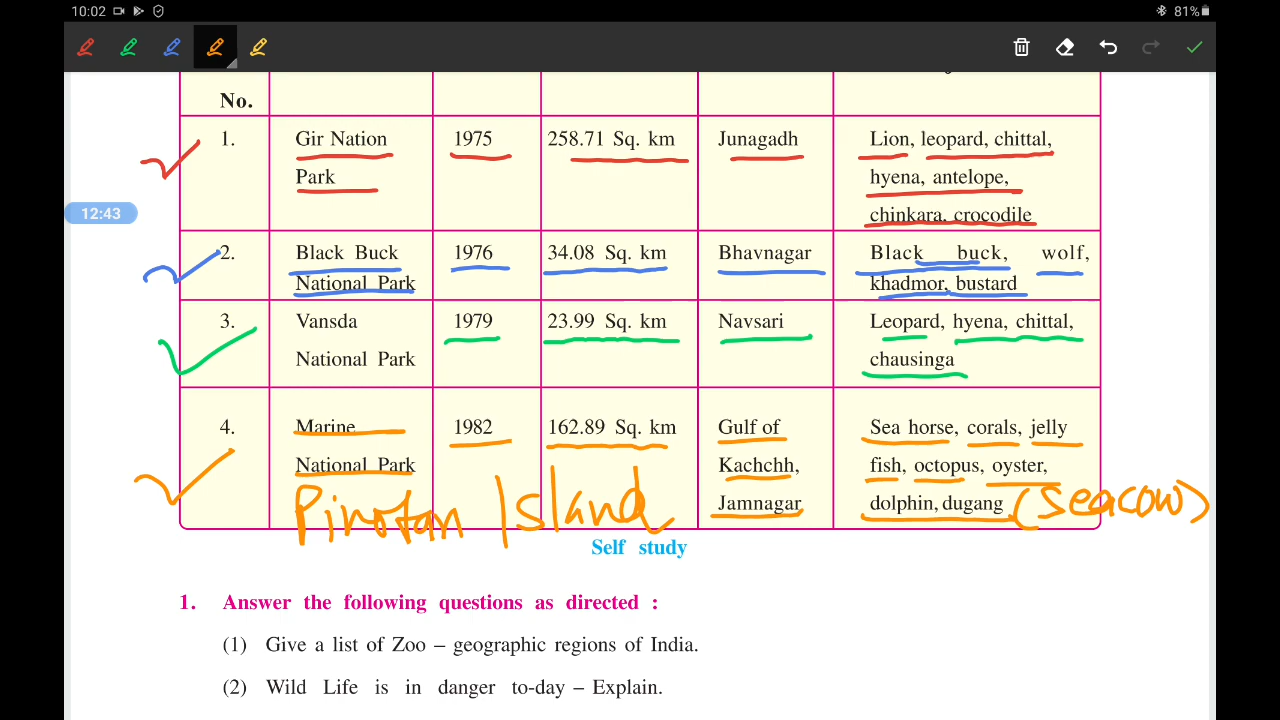 10:02
81%
No.
1. Gir Nation 1975 258.71 Sq. km Junagadh Lion, leopard, chittal,
Park hyena, antelope,
12:43
chinkara, crocodile
2. Black Buck 1976 34.08 Sq. km Bhavnagar Black buck, wolf,
National Park khadmor, bustard
3. Vansda 1979 23.99 Sq. km Navsari Leopard, hyena, chittal,
National Park chausinga
4. Marine 1982 162.89 Sq. km Gulf of Sea horse, corals, jelly
National Park Kachchh, fish, octopus, oyster,
Pirotan Island Jamnagar dolphin, dugang (Seacow)
Self study
1. Answer the following questions as directed :
(1) Give a list of Zoo – geographic regions of India.
(2) Wild Life is in danger to-day – Explain.